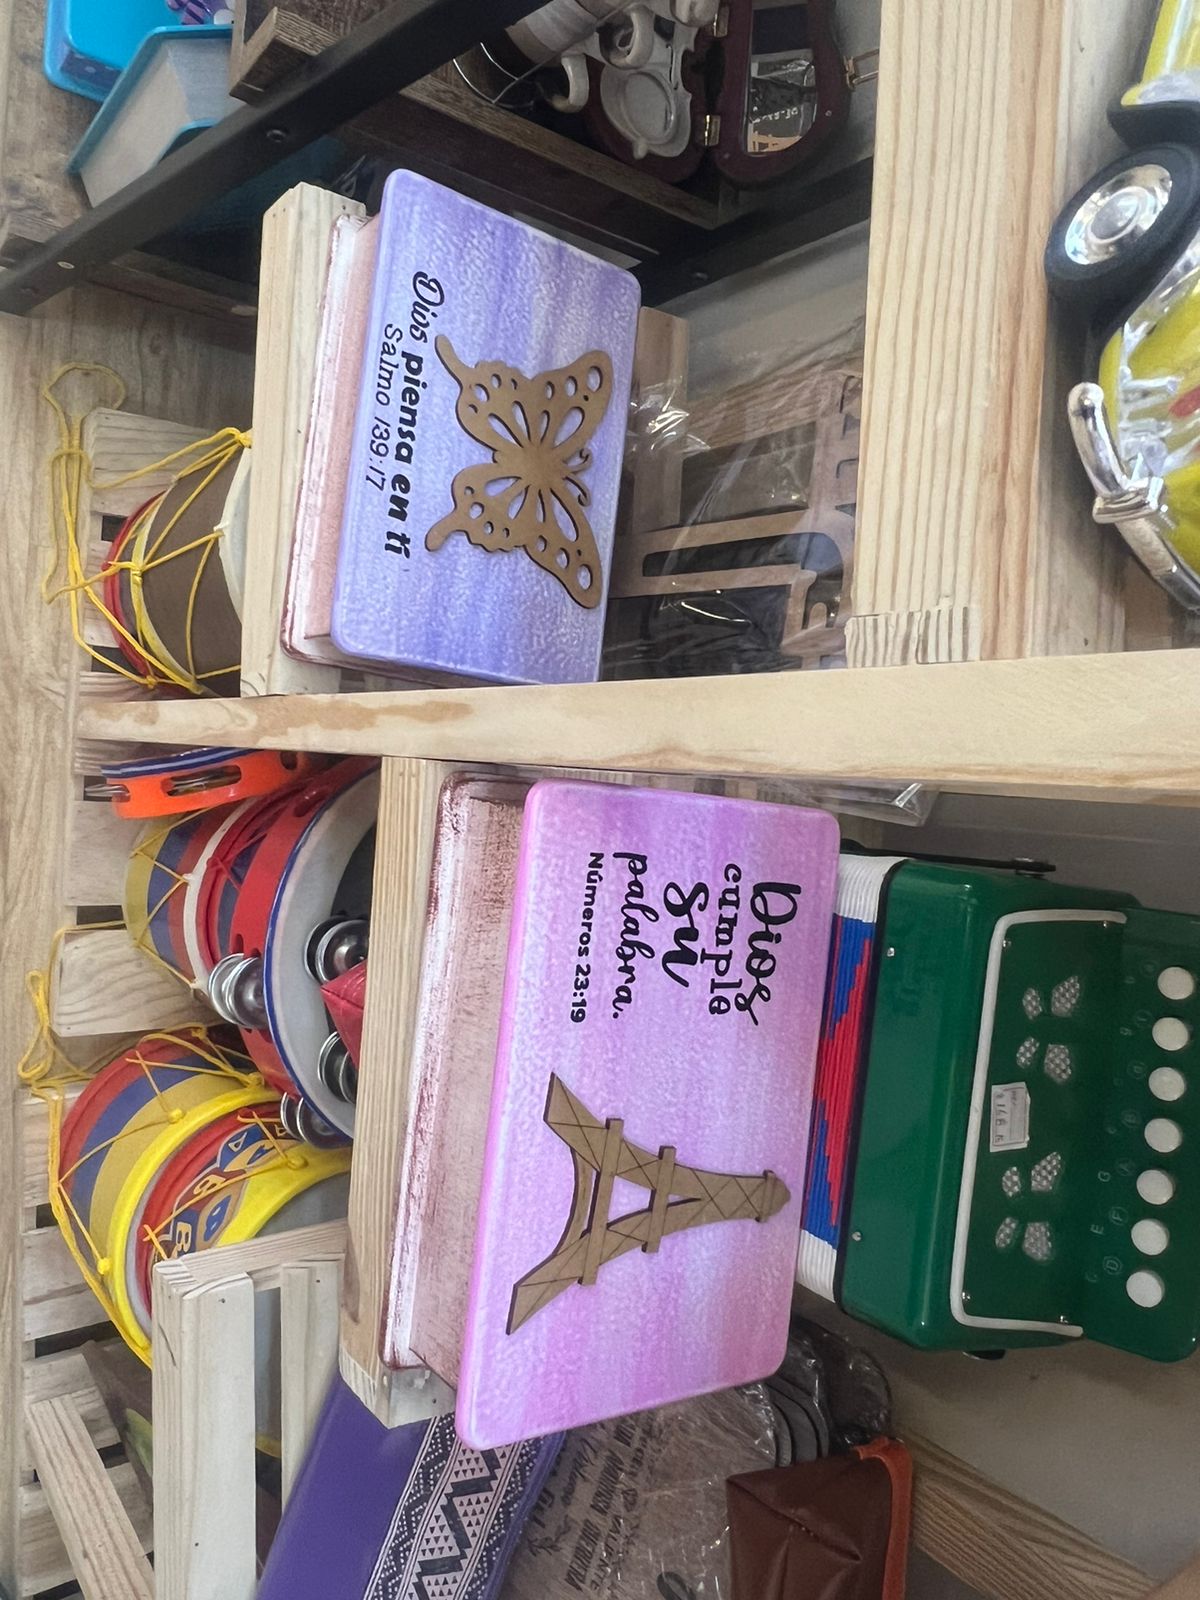 Dios
cumple
su
palabra.
Números 23:19
Dios piensa en ti
Salmo 139:17